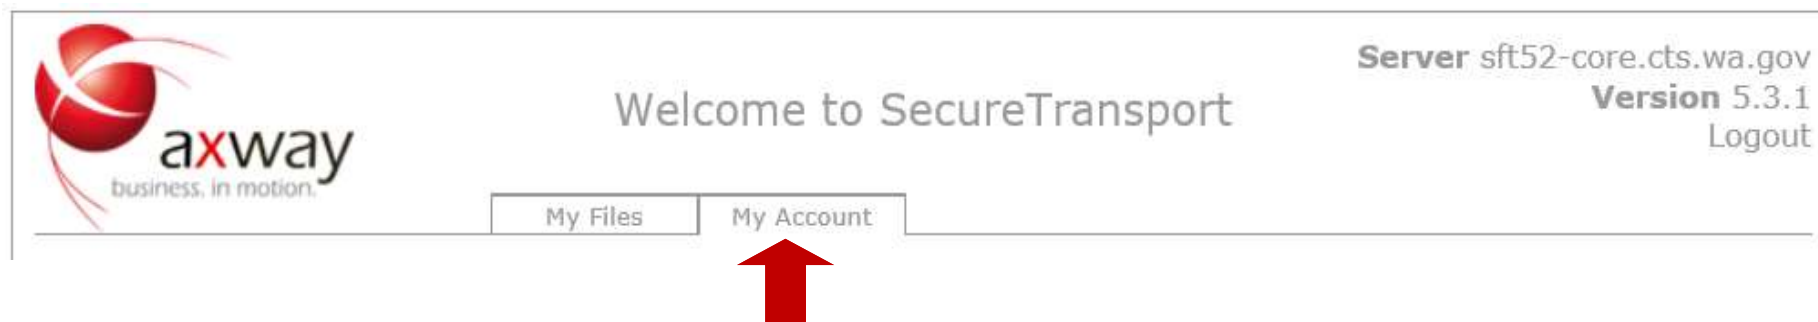 axway
business. in motion.
Welcome to SecureTransport
Server sft52-core.cts.wa.gov
Version 5.3.1
Logout
My Files
My Account